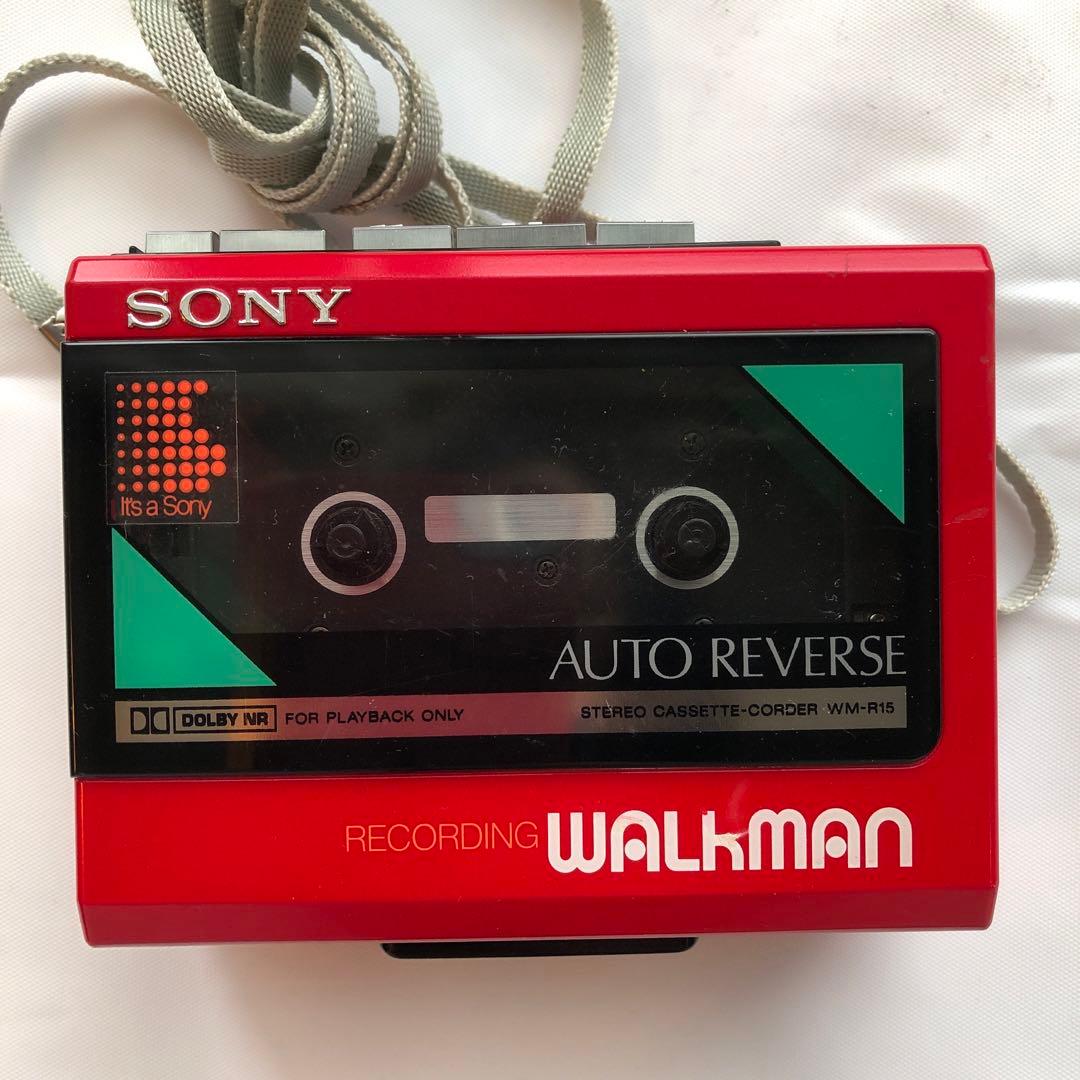 SONY
It's a Sony
AUTO REVERSE
DOLBY NR FOR PLAYBACK ONLY
STEREO CASSETTE-CORDER WM-R15
RECORDING WALKMAN